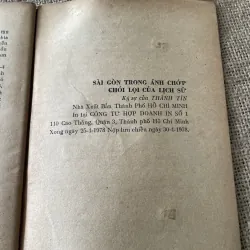 SÀI GÒN TRONG ÁNH CHỚP
CHÓI LỌI CỦA LỊCH SỬ
Ký sự của THÀNH TÍN
Nhà Xuất Bản Thành Phố HỒ CHÍ MINH
In tại CÔNG TƯ HỢP DOANH IN SỐ 1
110 Cao Thắng, Quận 3, Thành phố Hồ Chí Minh
Xong ngày 25-1-1978 Nộp lưu chiểu ngày 30-1-1978.